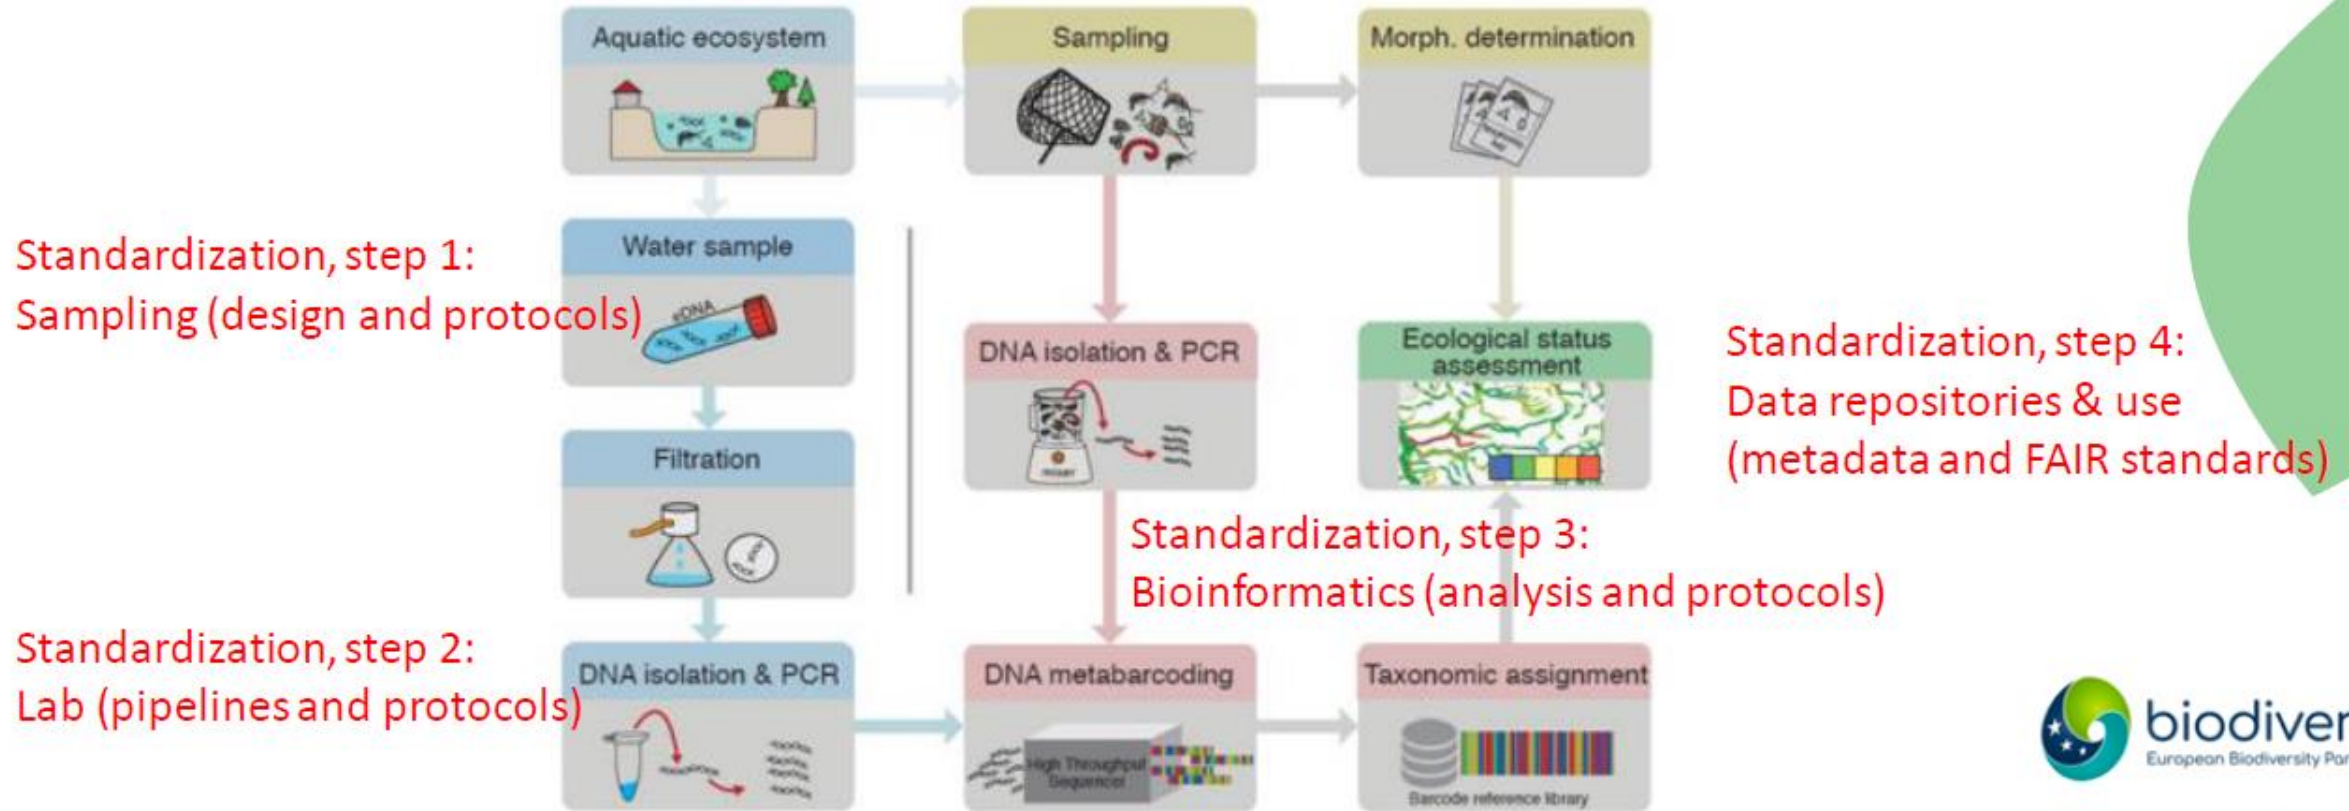 Aquatic ecosystem
Sampling
Morph. determination
Standardization, step 1:
Sampling (design and protocols)
Water sample
eDNA
DNA isolation & PCR
Ecological status
assessment
Standardization, step 4:
Data repositories & use
(metadata and FAIR standards)
Filtration
Standardization, step 3:
Bioinformatics (analysis and protocols)
Standardization, step 2:
Lab (pipelines and protocols)
DNA isolation & PCR
DNA metabarcoding
High Throughput
Sequencer
Taxonomic assignment
Barcode reference library
biodiver
European Biodiversity Par